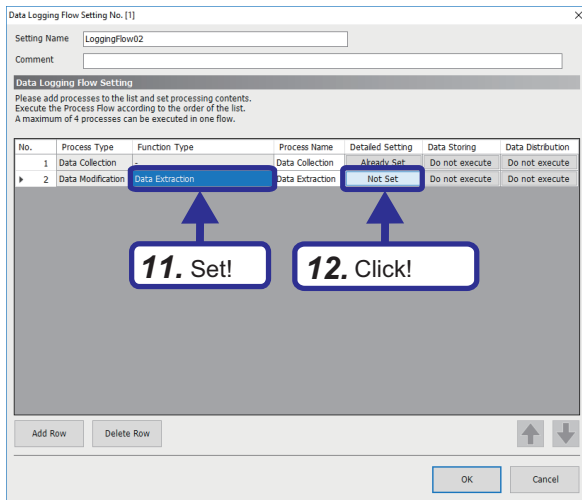 Data Logging Flow Setting No. [1]
Setting Name LoggingFlow02
Comment
Data Logging Flow Setting
Please add processes to the list and set processing contents.
Execute the Process Flow according to the order of the list.
A maximum of 4 processes can be executed in one flow.
No. Process Type Function Type Process Name Detailed Setting Data Storing Data Distribution
1 Data Collection - Data Collection Already Set Do not execute Do not execute
2 Data Modification Data Extraction Data Extraction Not Set Do not execute Do not execute
11. Set! 12. Click!
Add Row Delete Row
OK Cancel